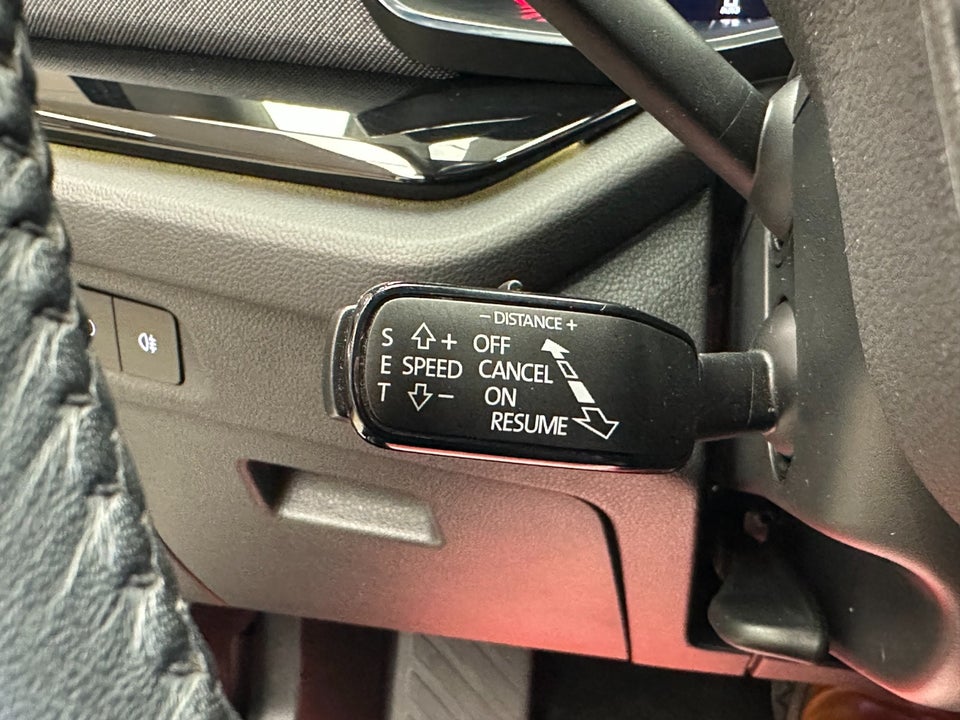 − DISTANCE +
S + OFF
E SPEED CANCEL
T − ON
RESUME